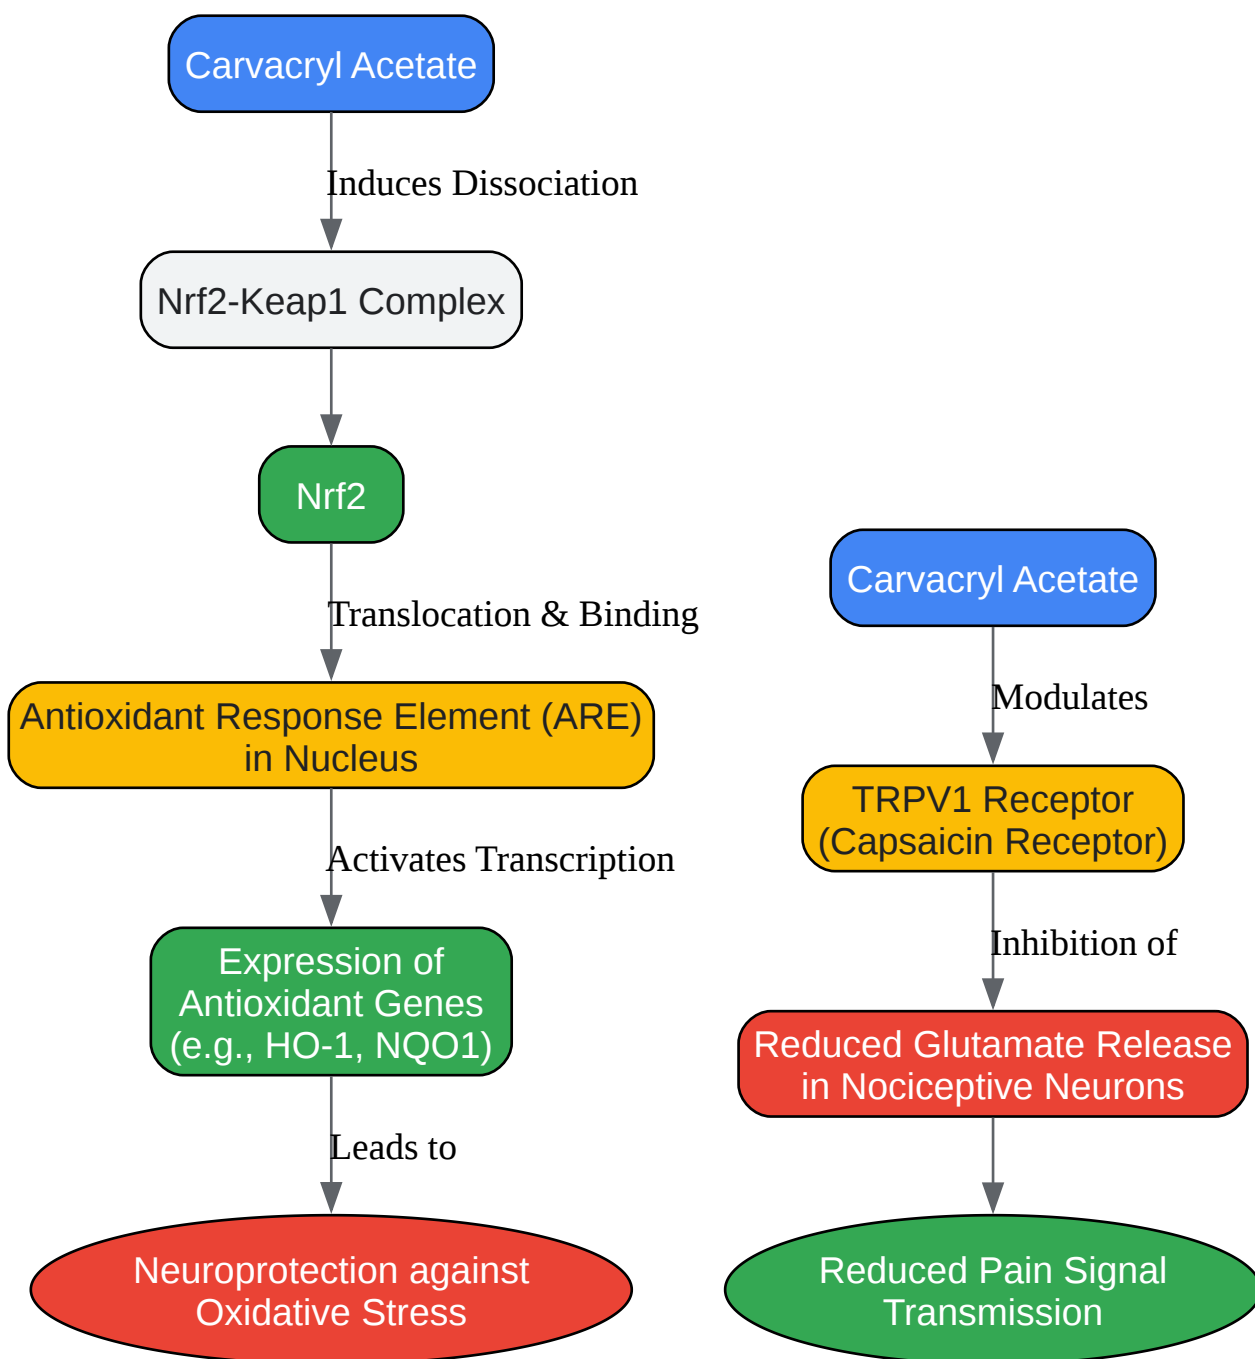 Carvacryl Acetate
Induces Dissociation
Nrf2-Keap1 Complex
Nrf2
Translocation & Binding
Antioxidant Response Element (ARE)
in Nucleus
Activates Transcription
Expression of
Antioxidant Genes
(e.g., HO-1, NQO1)
Leads to
Neuroprotection against
Oxidative Stress
Carvacryl Acetate
Modulates
TRPV1 Receptor
(Capsaicin Receptor)
Inhibition of
Reduced Glutamate Release
in Nociceptive Neurons
Reduced Pain Signal
Transmission